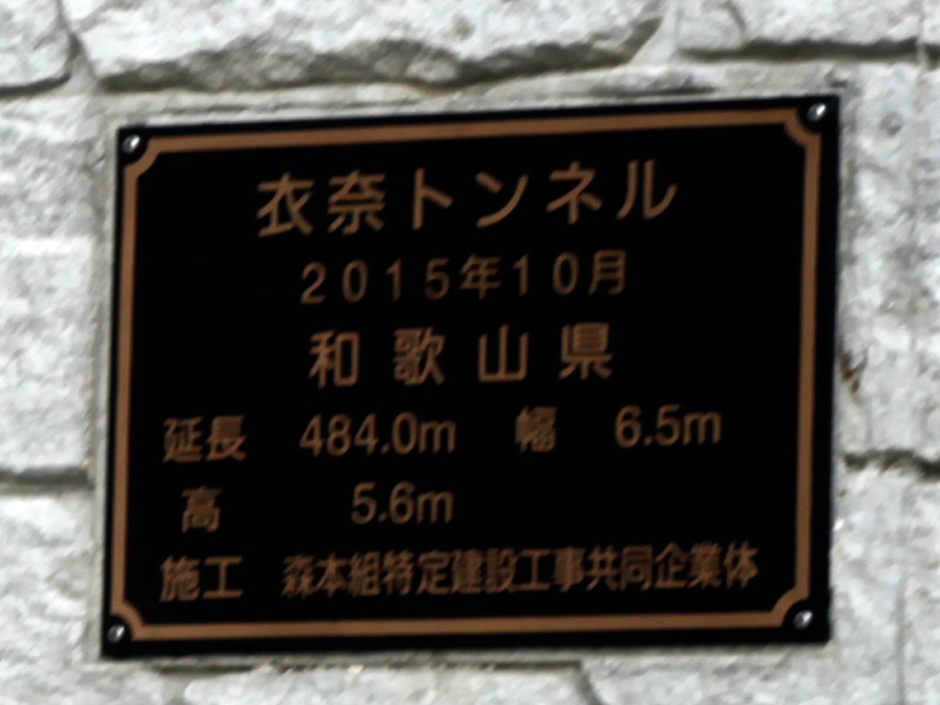 衣奈トンネル
2015年10月
和歌山県
延長 484.0m 幅 6.5m
高 5.6m
施工 森本組特定建設工事共同企業体